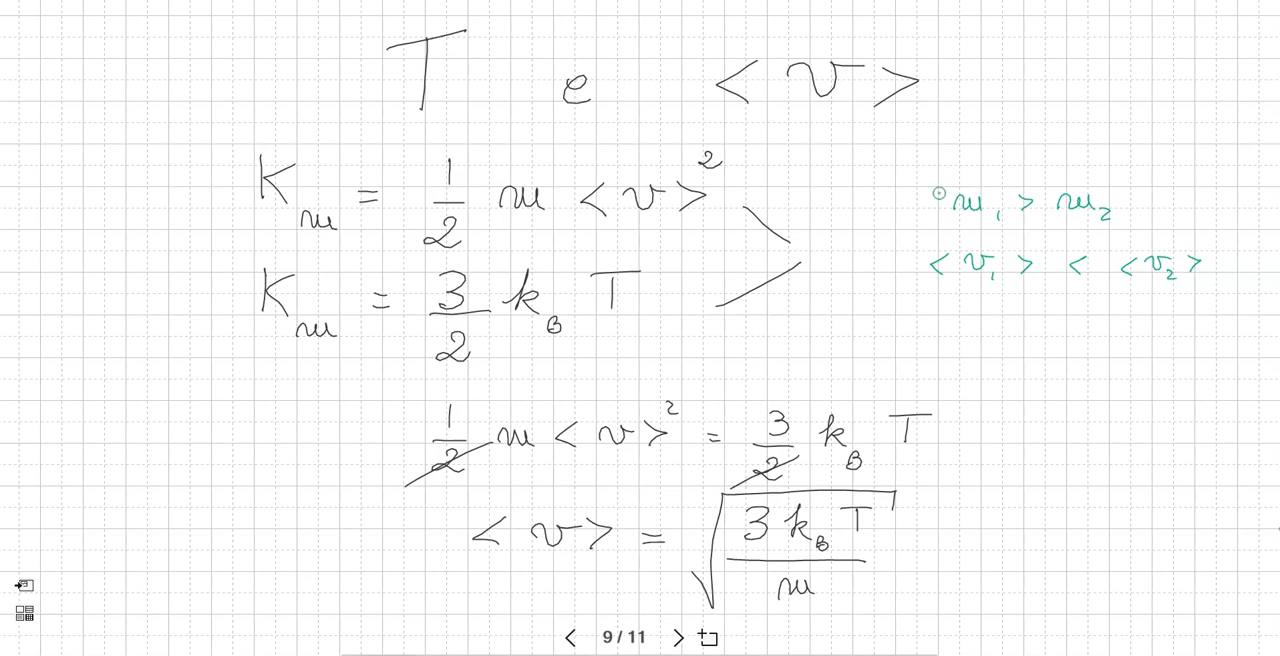 T e <v>
K_m = 1/2 m <v>²
m₁ > m₂
<v₁> < <v₂>
K_m = 3/2 k_B T
1/2 m <v>² = 3/2 k_B T
<v> = √(3 k_B T / m)
9 / 11